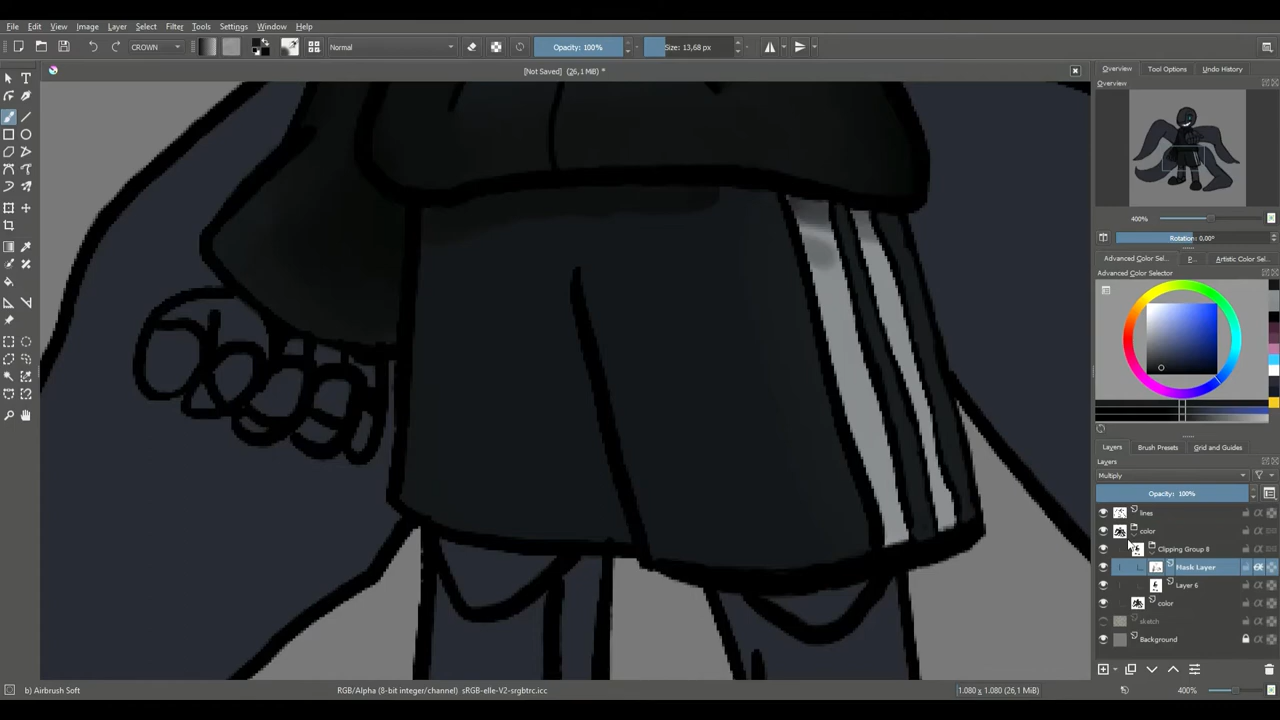 File Edit View Image Layer Select Filter Tools Settings Window Help
CROWN Normal Opacity: 100% Size: 13,68 px
[Not Saved] (26,1 MiB) *
Overview Tool Options Undo History
Overview
400%
Rotation: 0,00°
Advanced Color Sel... P... Artistic Color Sel...
Advanced Color Selector
Layers Brush Presets Grid and Guides
Layers
Multiply
Opacity: 100%
lines
color
Clipping Group 8
Mask Layer
Layer 6
color
sketch
Background
b) Airbrush Soft RGB/Alpha (8-bit integer/channel) sRGB-elle-V2-srgbtrc.icc 1.080 x 1.080 (26,1 MiB) 400%